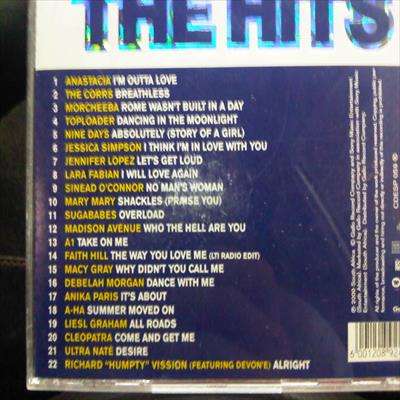 THE HITS
1 ANASTACIA I'M OUTTA LOVE
2 THE CORRS BREATHLESS
3 MORCHEEBA ROME WASN'T BUILT IN A DAY
4 TOPLOADER DANCING IN THE MOONLIGHT
5 NINE DAYS ABSOLUTELY (STORY OF A GIRL)
6 JESSICA SIMPSON I THINK I'M IN LOVE WITH YOU
7 JENNIFER LOPEZ LET'S GET LOUD
8 LARA FABIAN I WILL LOVE AGAIN
9 SINEAD O'CONNOR NO MAN'S WOMAN
10 MARY MARY SHACKLES (PRAISE YOU)
11 SUGABABES OVERLOAD
12 MADISON AVENUE WHO THE HELL ARE YOU
13 A1 TAKE ON ME
14 FAITH HILL THE WAY YOU LOVE ME (LTI RADIO EDIT)
15 MACY GRAY WHY DIDN'T YOU CALL ME
16 DEBELAH MORGAN DANCE WITH ME
17 ANIKA PARIS IT'S ABOUT
18 A-HA SUMMER MOVED ON
19 LIESL GRAHAM ALL ROADS
20 CLEOPATRA COME AND GET ME
21 ULTRA NATÉ DESIRE
22 RICHARD "HUMPTY" VISSION (FEATURING DEVON'E) ALRIGHT
CDESP 059
6 001208 92